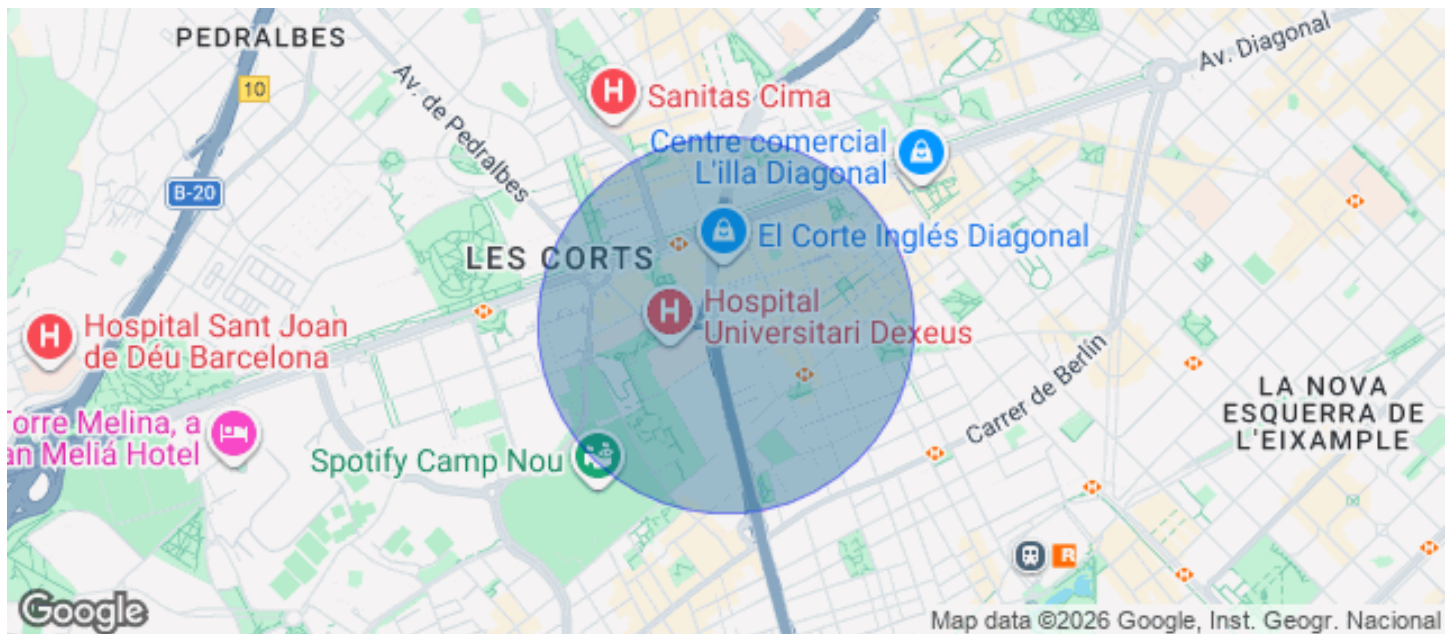 PEDRALBES
Av. Diagonal
10
Av. de Pedralbes
H
Sanitas Cima
Centre comercial
L'illa Diagonal
B-20
El Corte Inglés Diagonal
LES CORTS
H
Hospital
Universitari Dexeus
H
Hospital Sant Joan
de Déu Barcelona
Carrer de Berlín
LA NOVA
ESQUERRA DE
L'EIXAMPLE
Torre Melina, a
an Meliá Hotel
Spotify Camp Nou
R
Google
Map data ©2026 Google, Inst. Geogr. Nacional